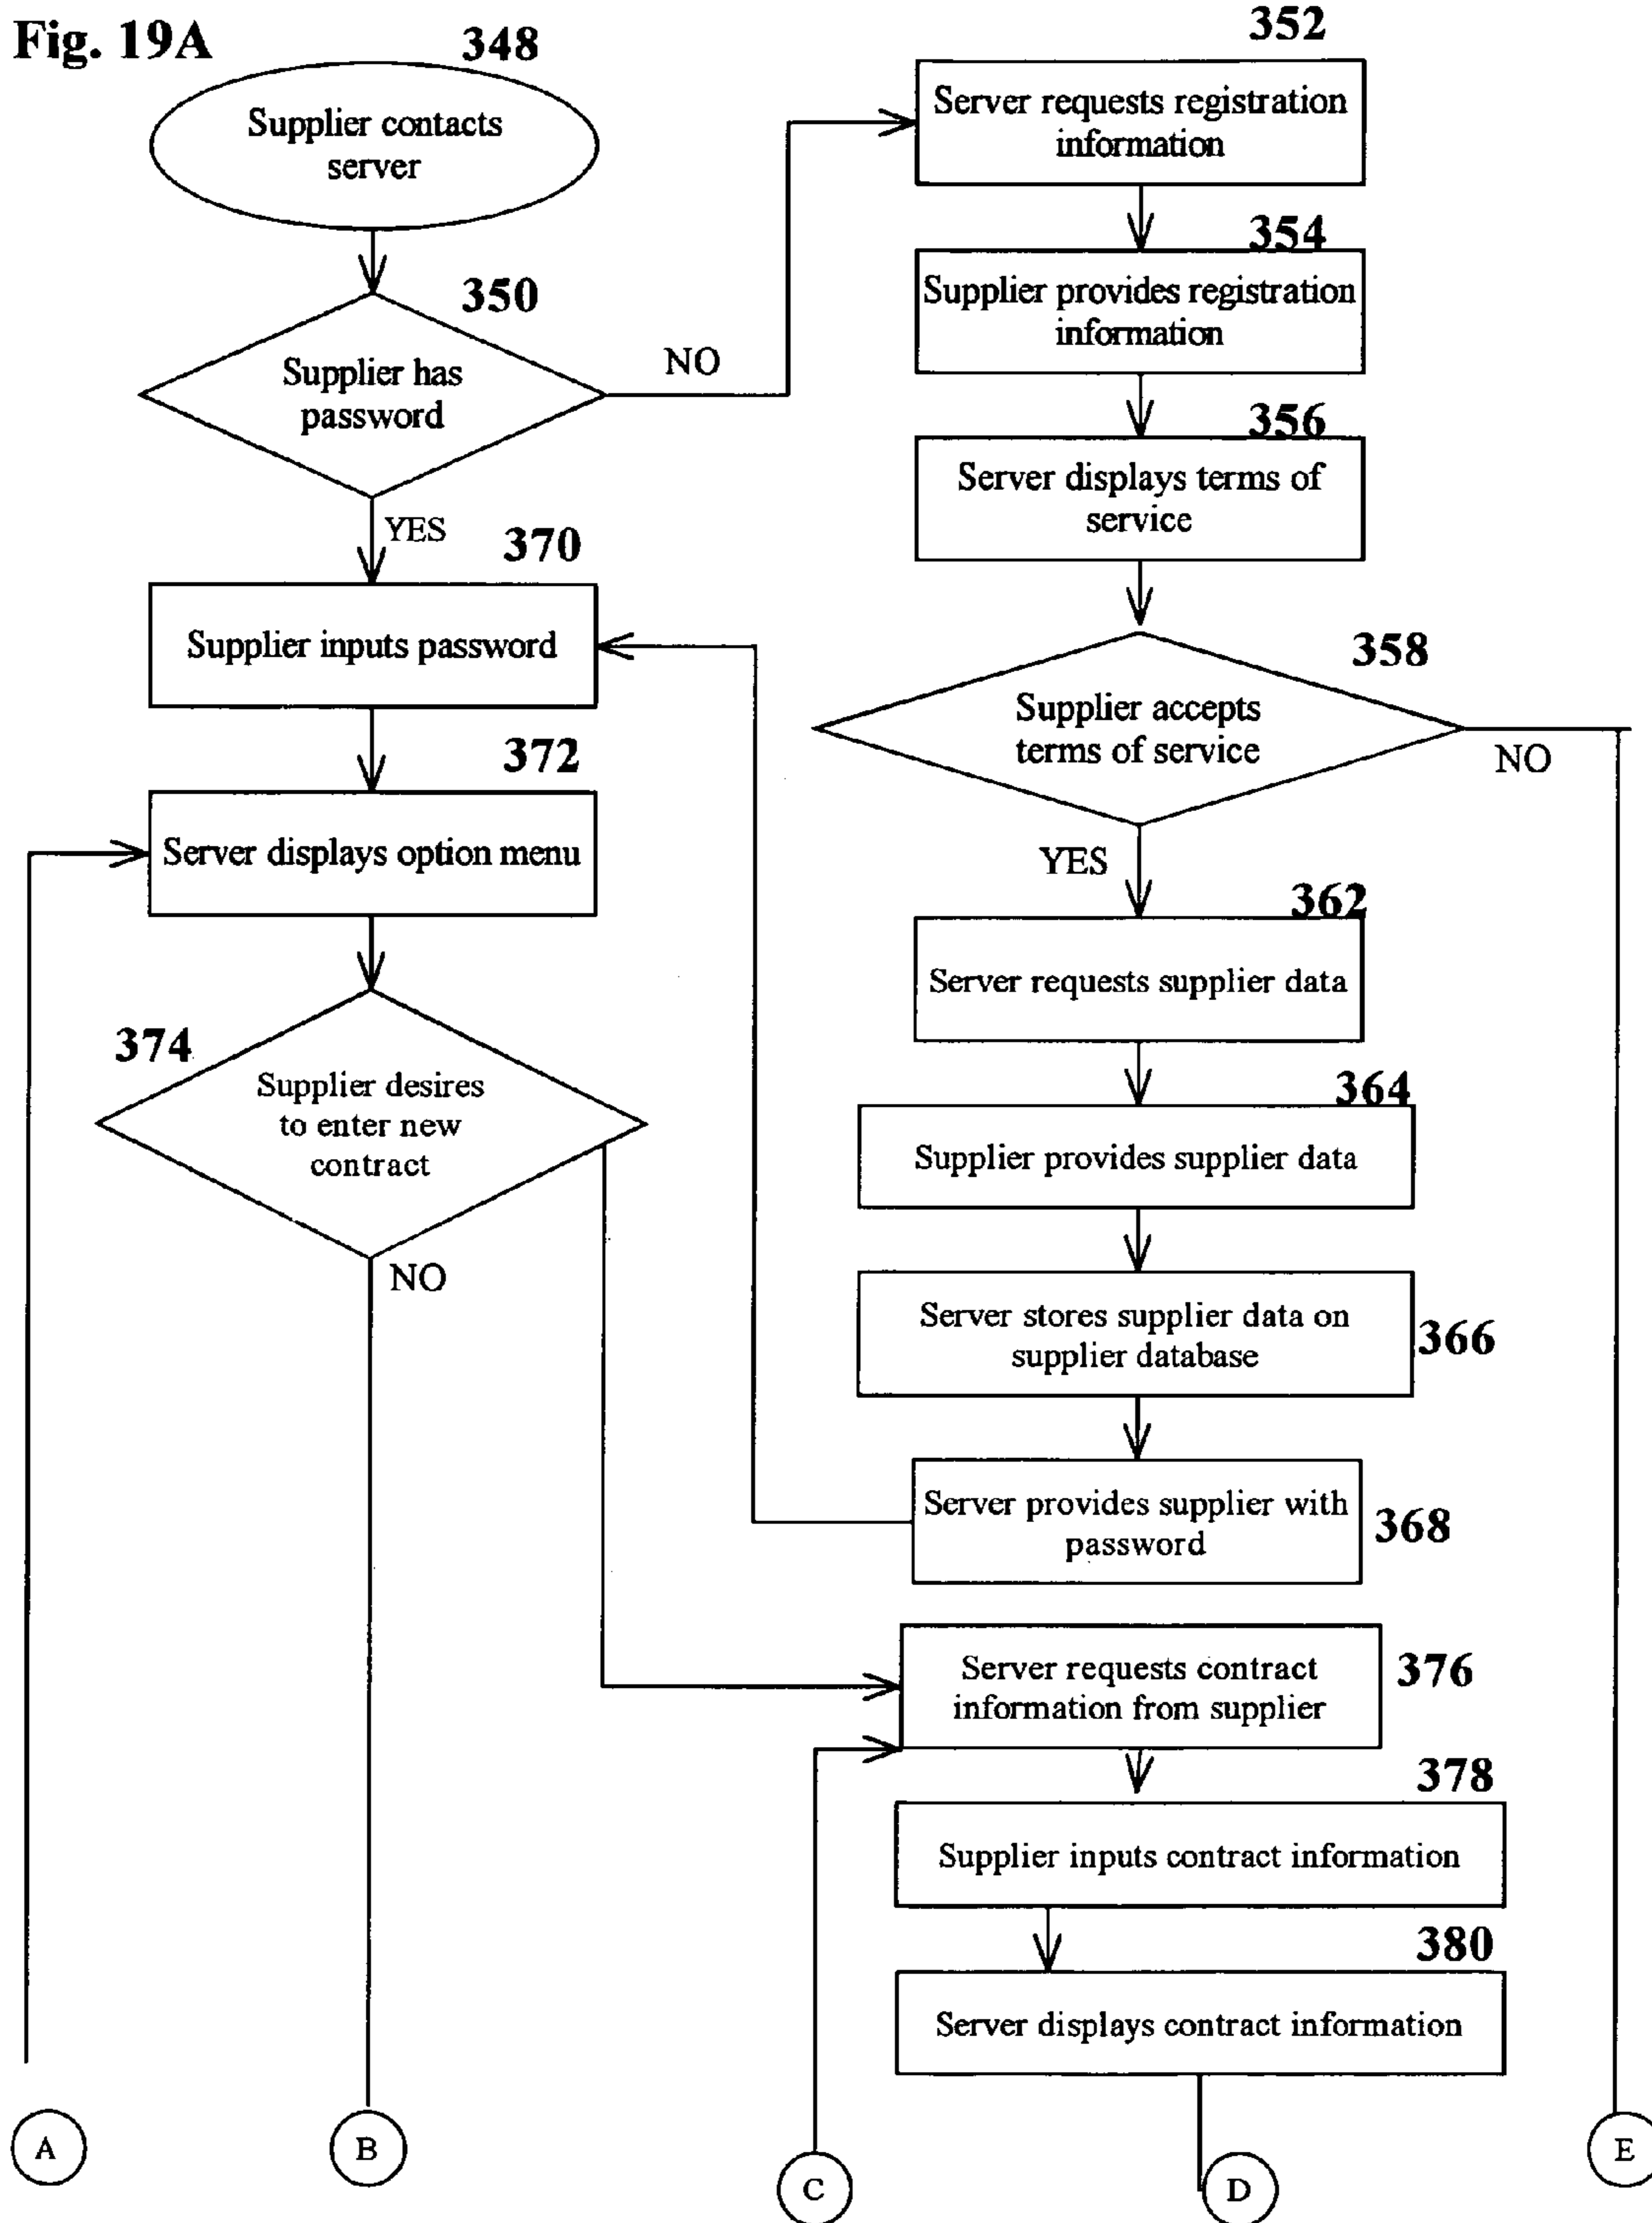 Fig. 19A
348
Supplier contacts
server
350
Supplier has
password
NO
YES
352
Server requests registration
information
354
Supplier provides registration
information
356
Server displays terms of
service
358
Supplier accepts
terms of service
NO
YES
362
Server requests supplier data
364
Supplier provides supplier data
366
Server stores supplier data on
supplier database
368
Server provides supplier with
password
370
Supplier inputs password
372
Server displays option menu
374
Supplier desires
to enter new
contract
NO
376
Server requests contract
information from supplier
378
Supplier inputs contract information
380
Server displays contract information
A
B
C
D
E